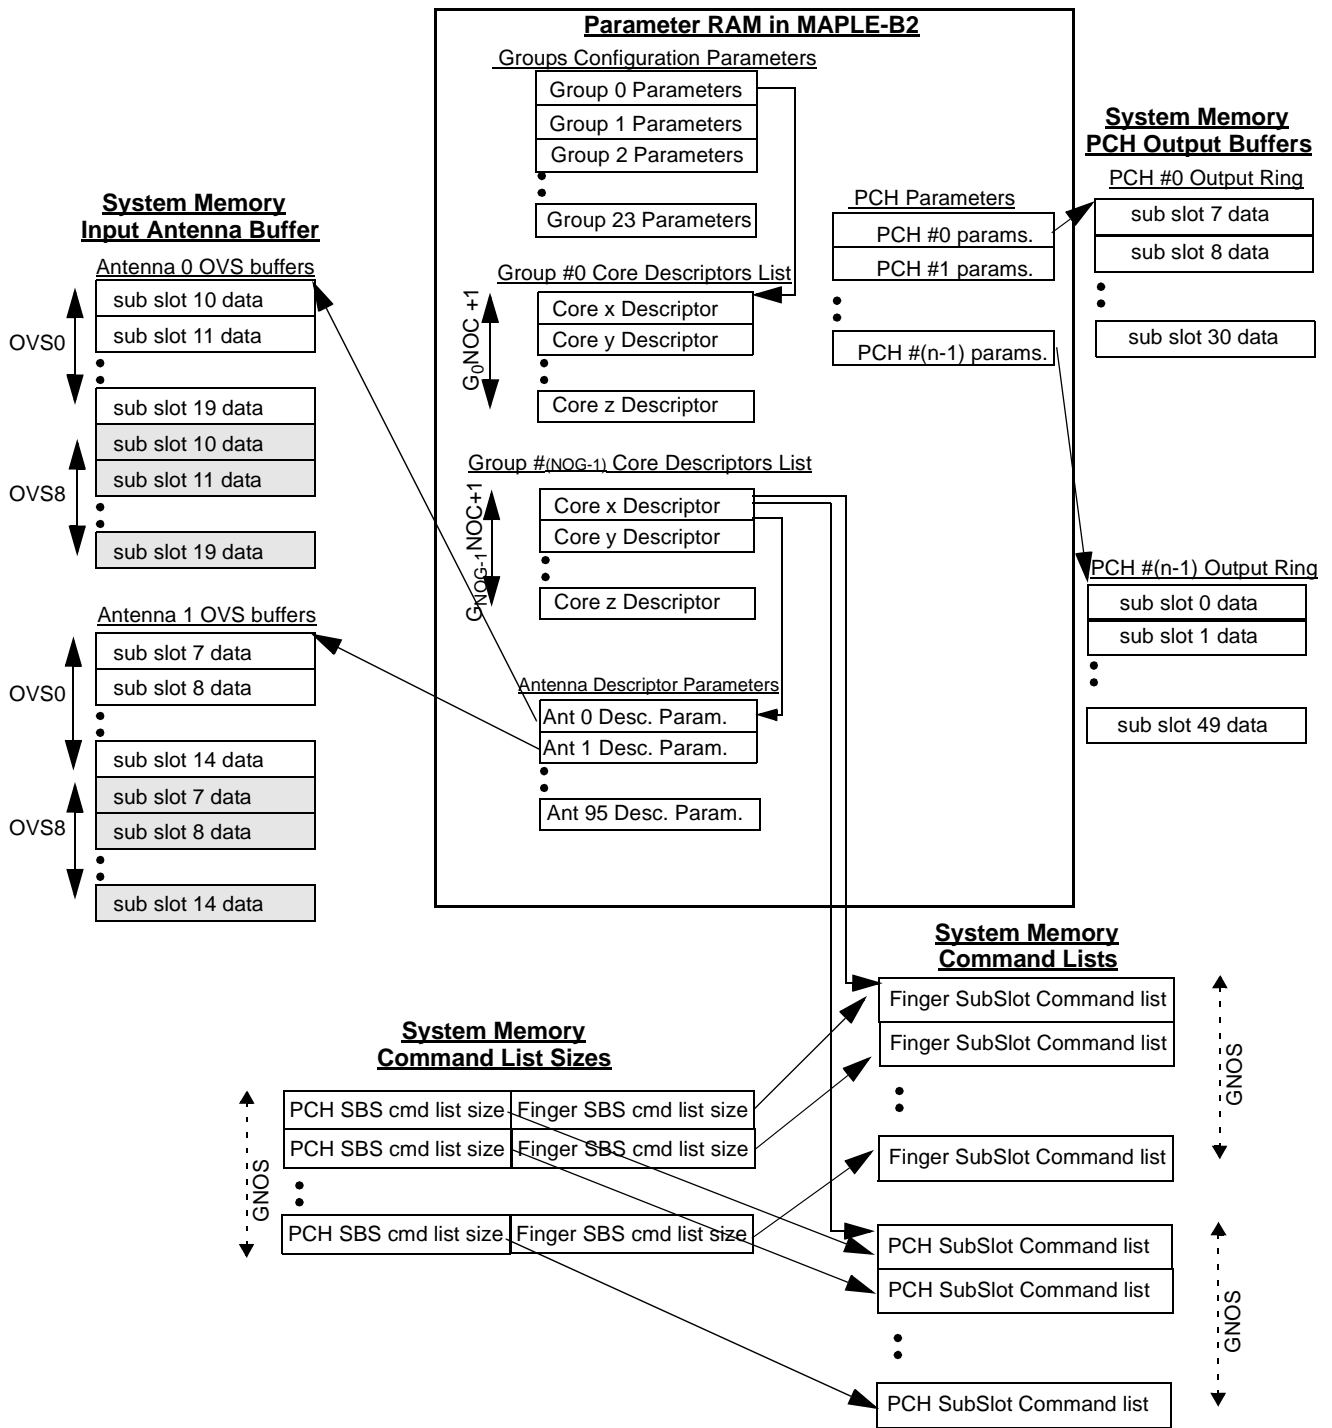 Parameter RAM in MAPLE-B2
Groups Configuration Parameters
Group 0 Parameters
Group 1 Parameters
Group 2 Parameters
Group 23 Parameters
Group #0 Core Descriptors List
G0NOC +1
Core x Descriptor
Core y Descriptor
Core z Descriptor
Group #(NOG-1) Core Descriptors List
GNOG-1NOC+1
Core x Descriptor
Core y Descriptor
Core z Descriptor
Antenna Descriptor Parameters
Ant 0 Desc. Param.
Ant 1 Desc. Param.
Ant 95 Desc. Param.
PCH Parameters
PCH #0 params.
PCH #1 params.
PCH #(n-1) params.
System Memory
PCH Output Buffers
PCH #0 Output Ring
sub slot 7 data
sub slot 8 data
sub slot 30 data
PCH #(n-1) Output Ring
sub slot 0 data
sub slot 1 data
sub slot 49 data
System Memory
Input Antenna Buffer
Antenna 0 OVS buffers
OVS0
sub slot 10 data
sub slot 11 data
sub slot 19 data
OVS8
sub slot 10 data
sub slot 11 data
sub slot 19 data
Antenna 1 OVS buffers
OVS0
sub slot 7 data
sub slot 8 data
sub slot 14 data
OVS8
sub slot 7 data
sub slot 8 data
sub slot 14 data
System Memory
Command Lists
Finger SubSlot Command list
Finger SubSlot Command list
Finger SubSlot Command list
GNOS
PCH SubSlot Command list
PCH SubSlot Command list
PCH SubSlot Command list
GNOS
System Memory
Command List Sizes
GNOS
PCH SBS cmd list size Finger SBS cmd list size
PCH SBS cmd list size Finger SBS cmd list size
PCH SBS cmd list size Finger SBS cmd list size